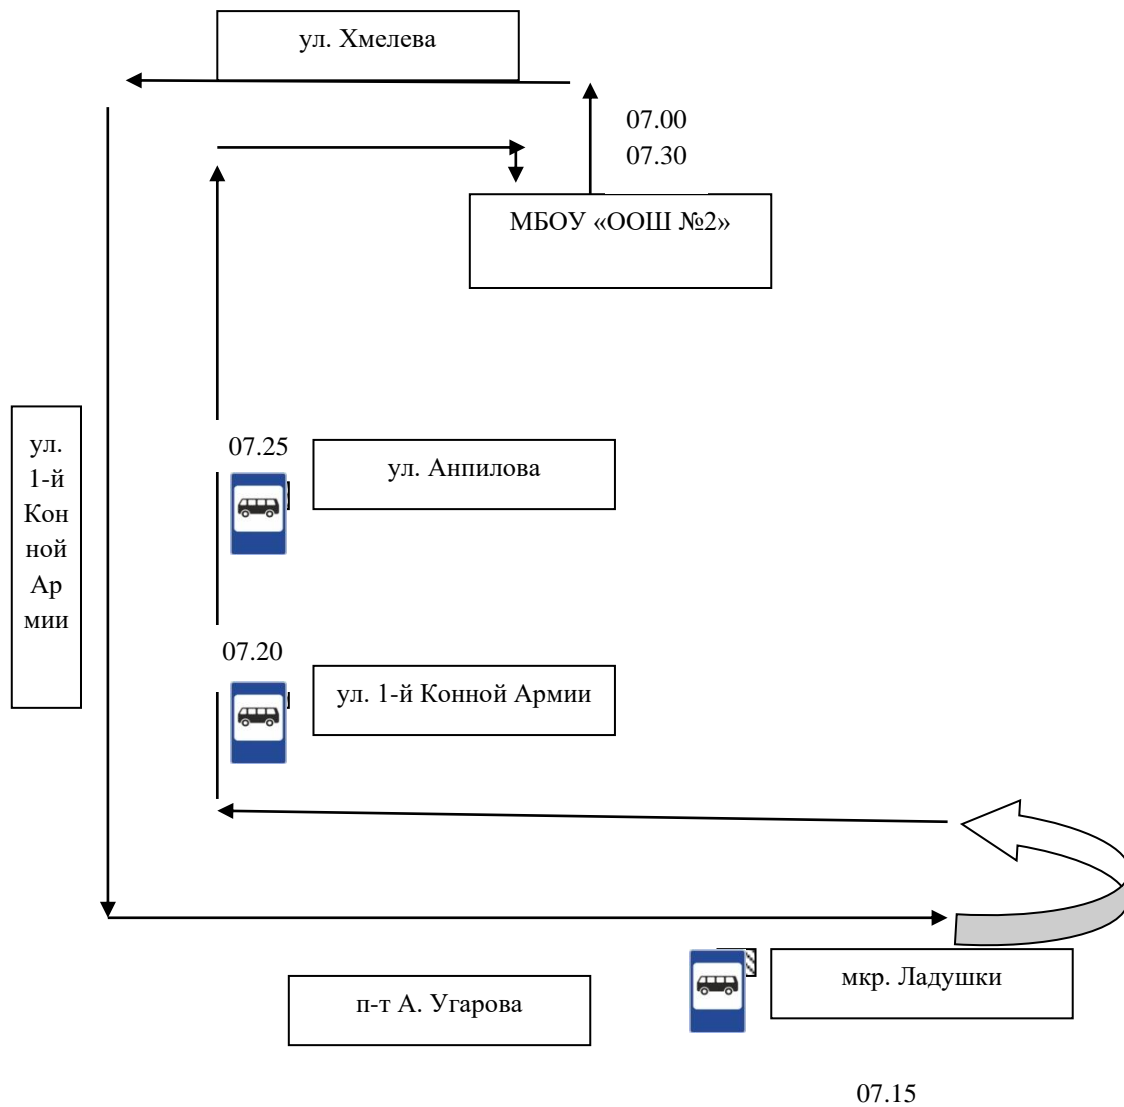 ул. Хмелева
07.00
07.30
МБОУ «ООШ №2»
ул.
1-й
Кон
ной
Ар
мии
07.25
ул. Анпилова
07.20
ул. 1-й Конной Армии
мкр. Ладушки
п-т А. Угарова
07.15